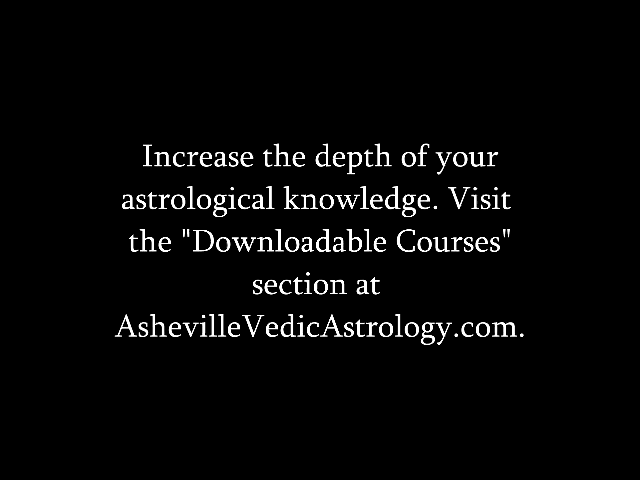 Increase the depth of your
astrological knowledge. Visit
the "Downloadable Courses"
section at
AshevilleVedicAstrology.com.